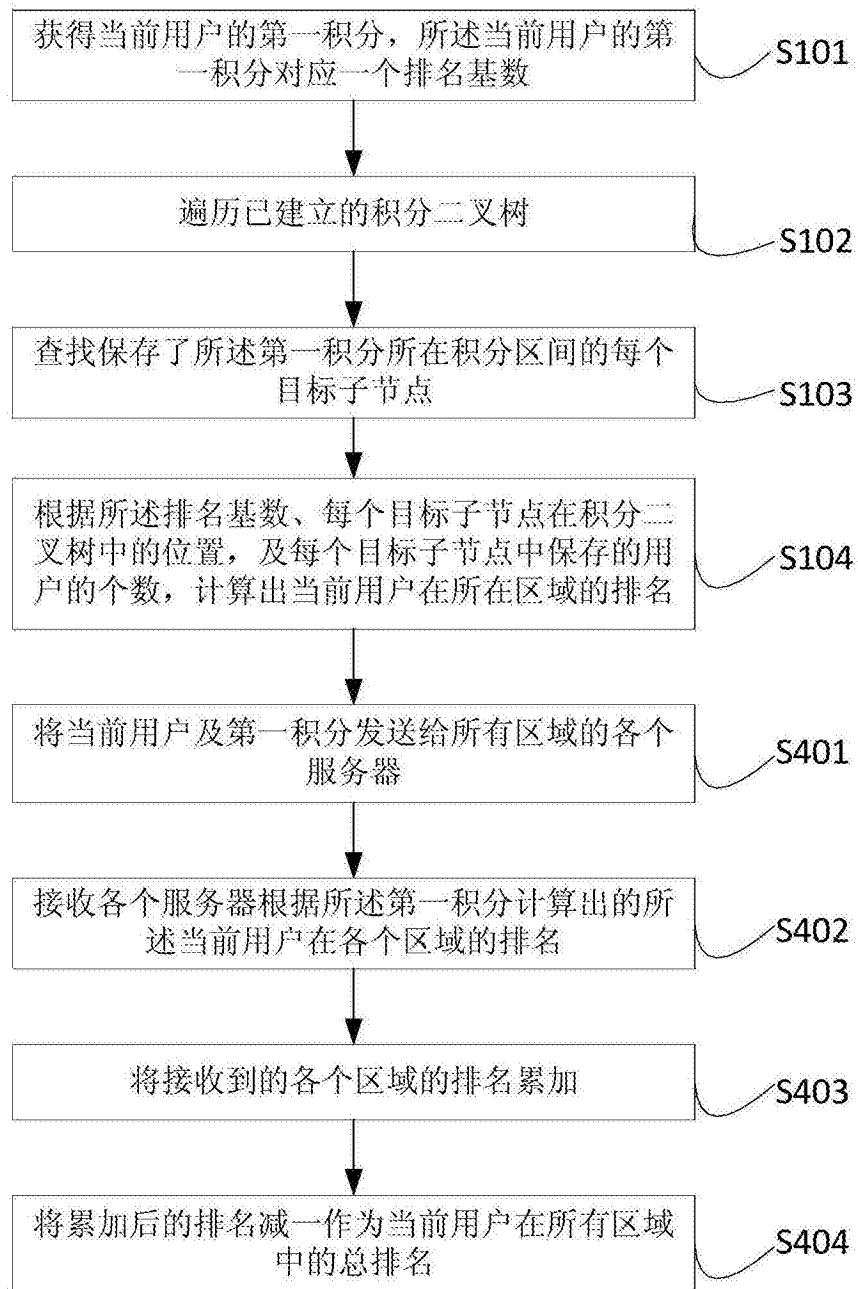 获得当前用户的第一积分，所述当前用户的第
一积分对应一个排名基数
S101
遍历已建立的积分二叉树
S102
查找保存了所述第一积分所在积分区间的每个
目标子节点
S103
根据所述排名基数、每个目标子节点在积分二
叉树中的位置，及每个目标子节点中保存的用
户的个数，计算出当前用户在所在区域的排名
S104
将当前用户及第一积分发送给所有区域的各个
服务器
S401
接收各个服务器根据所述第一积分计算出的所
述当前用户在各个区域的排名
S402
将接收到的各个区域的排名累加
S403
将累加后的排名减一作为当前用户在所有区域
中的总排名
S404